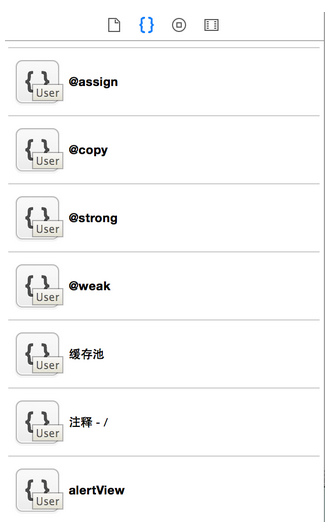 { }
{ }
User
@assign
{ }
User
@copy
{ }
User
@strong
{ }
User
@weak
{ }
User
缓存池
{ }
User
注释 - /
{ }
User
alertView